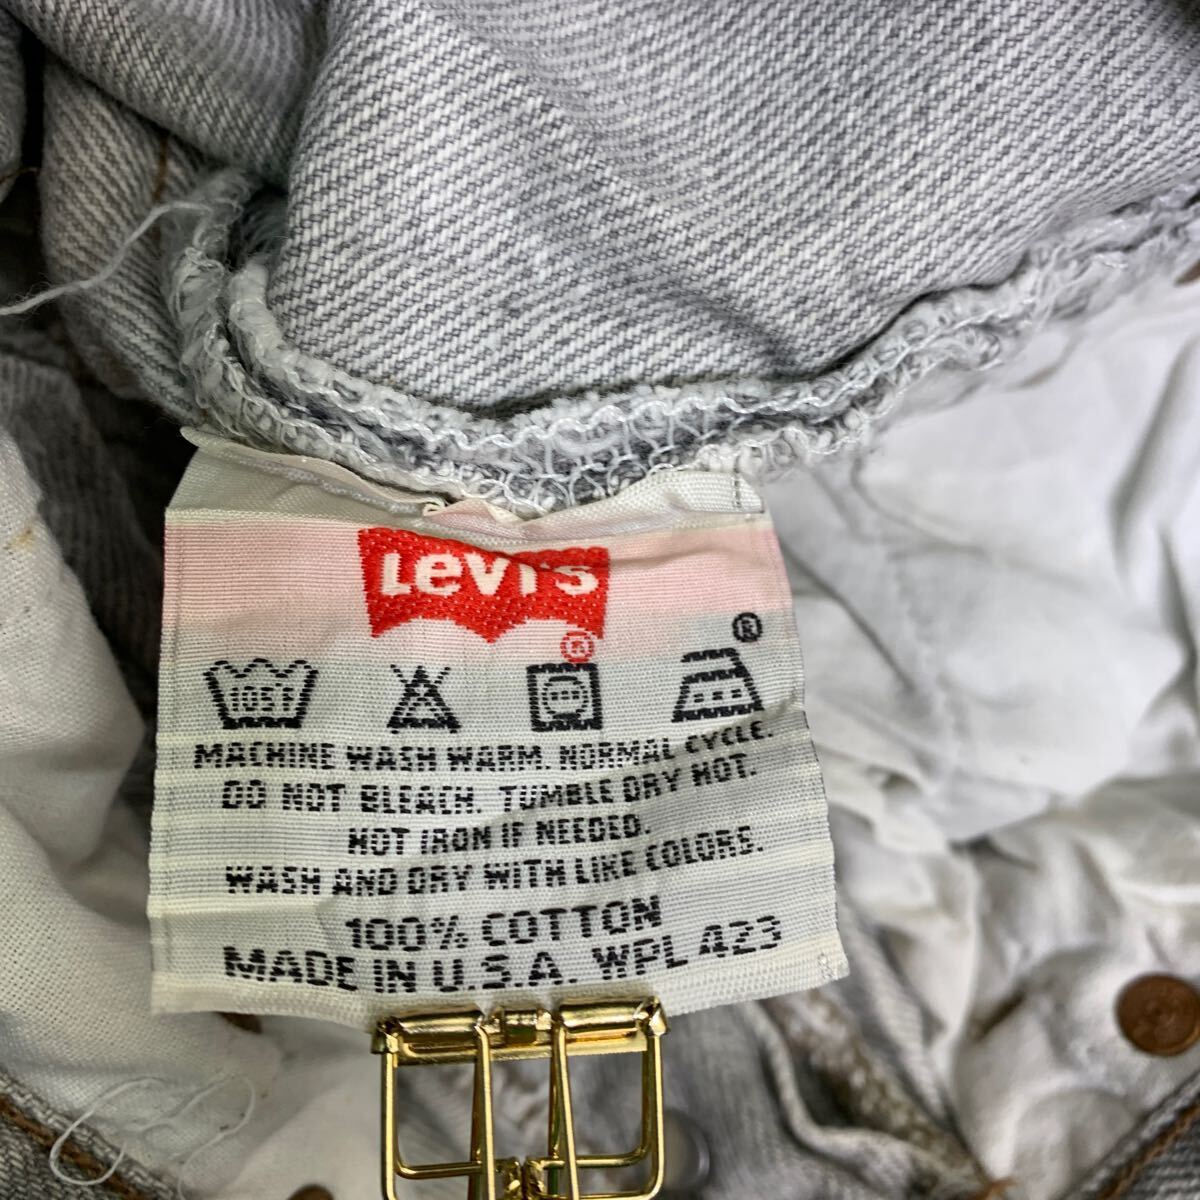 Levi's
®
®
105°F
MACHINE WASH WARM. NORMAL CYCLE.
DO NOT BLEACH. TUMBLE DRY HOT.
HOT IRON IF NEEDED.
WASH AND DRY WITH LIKE COLORS.
100% COTTON
MADE IN U.S.A. WPL 423